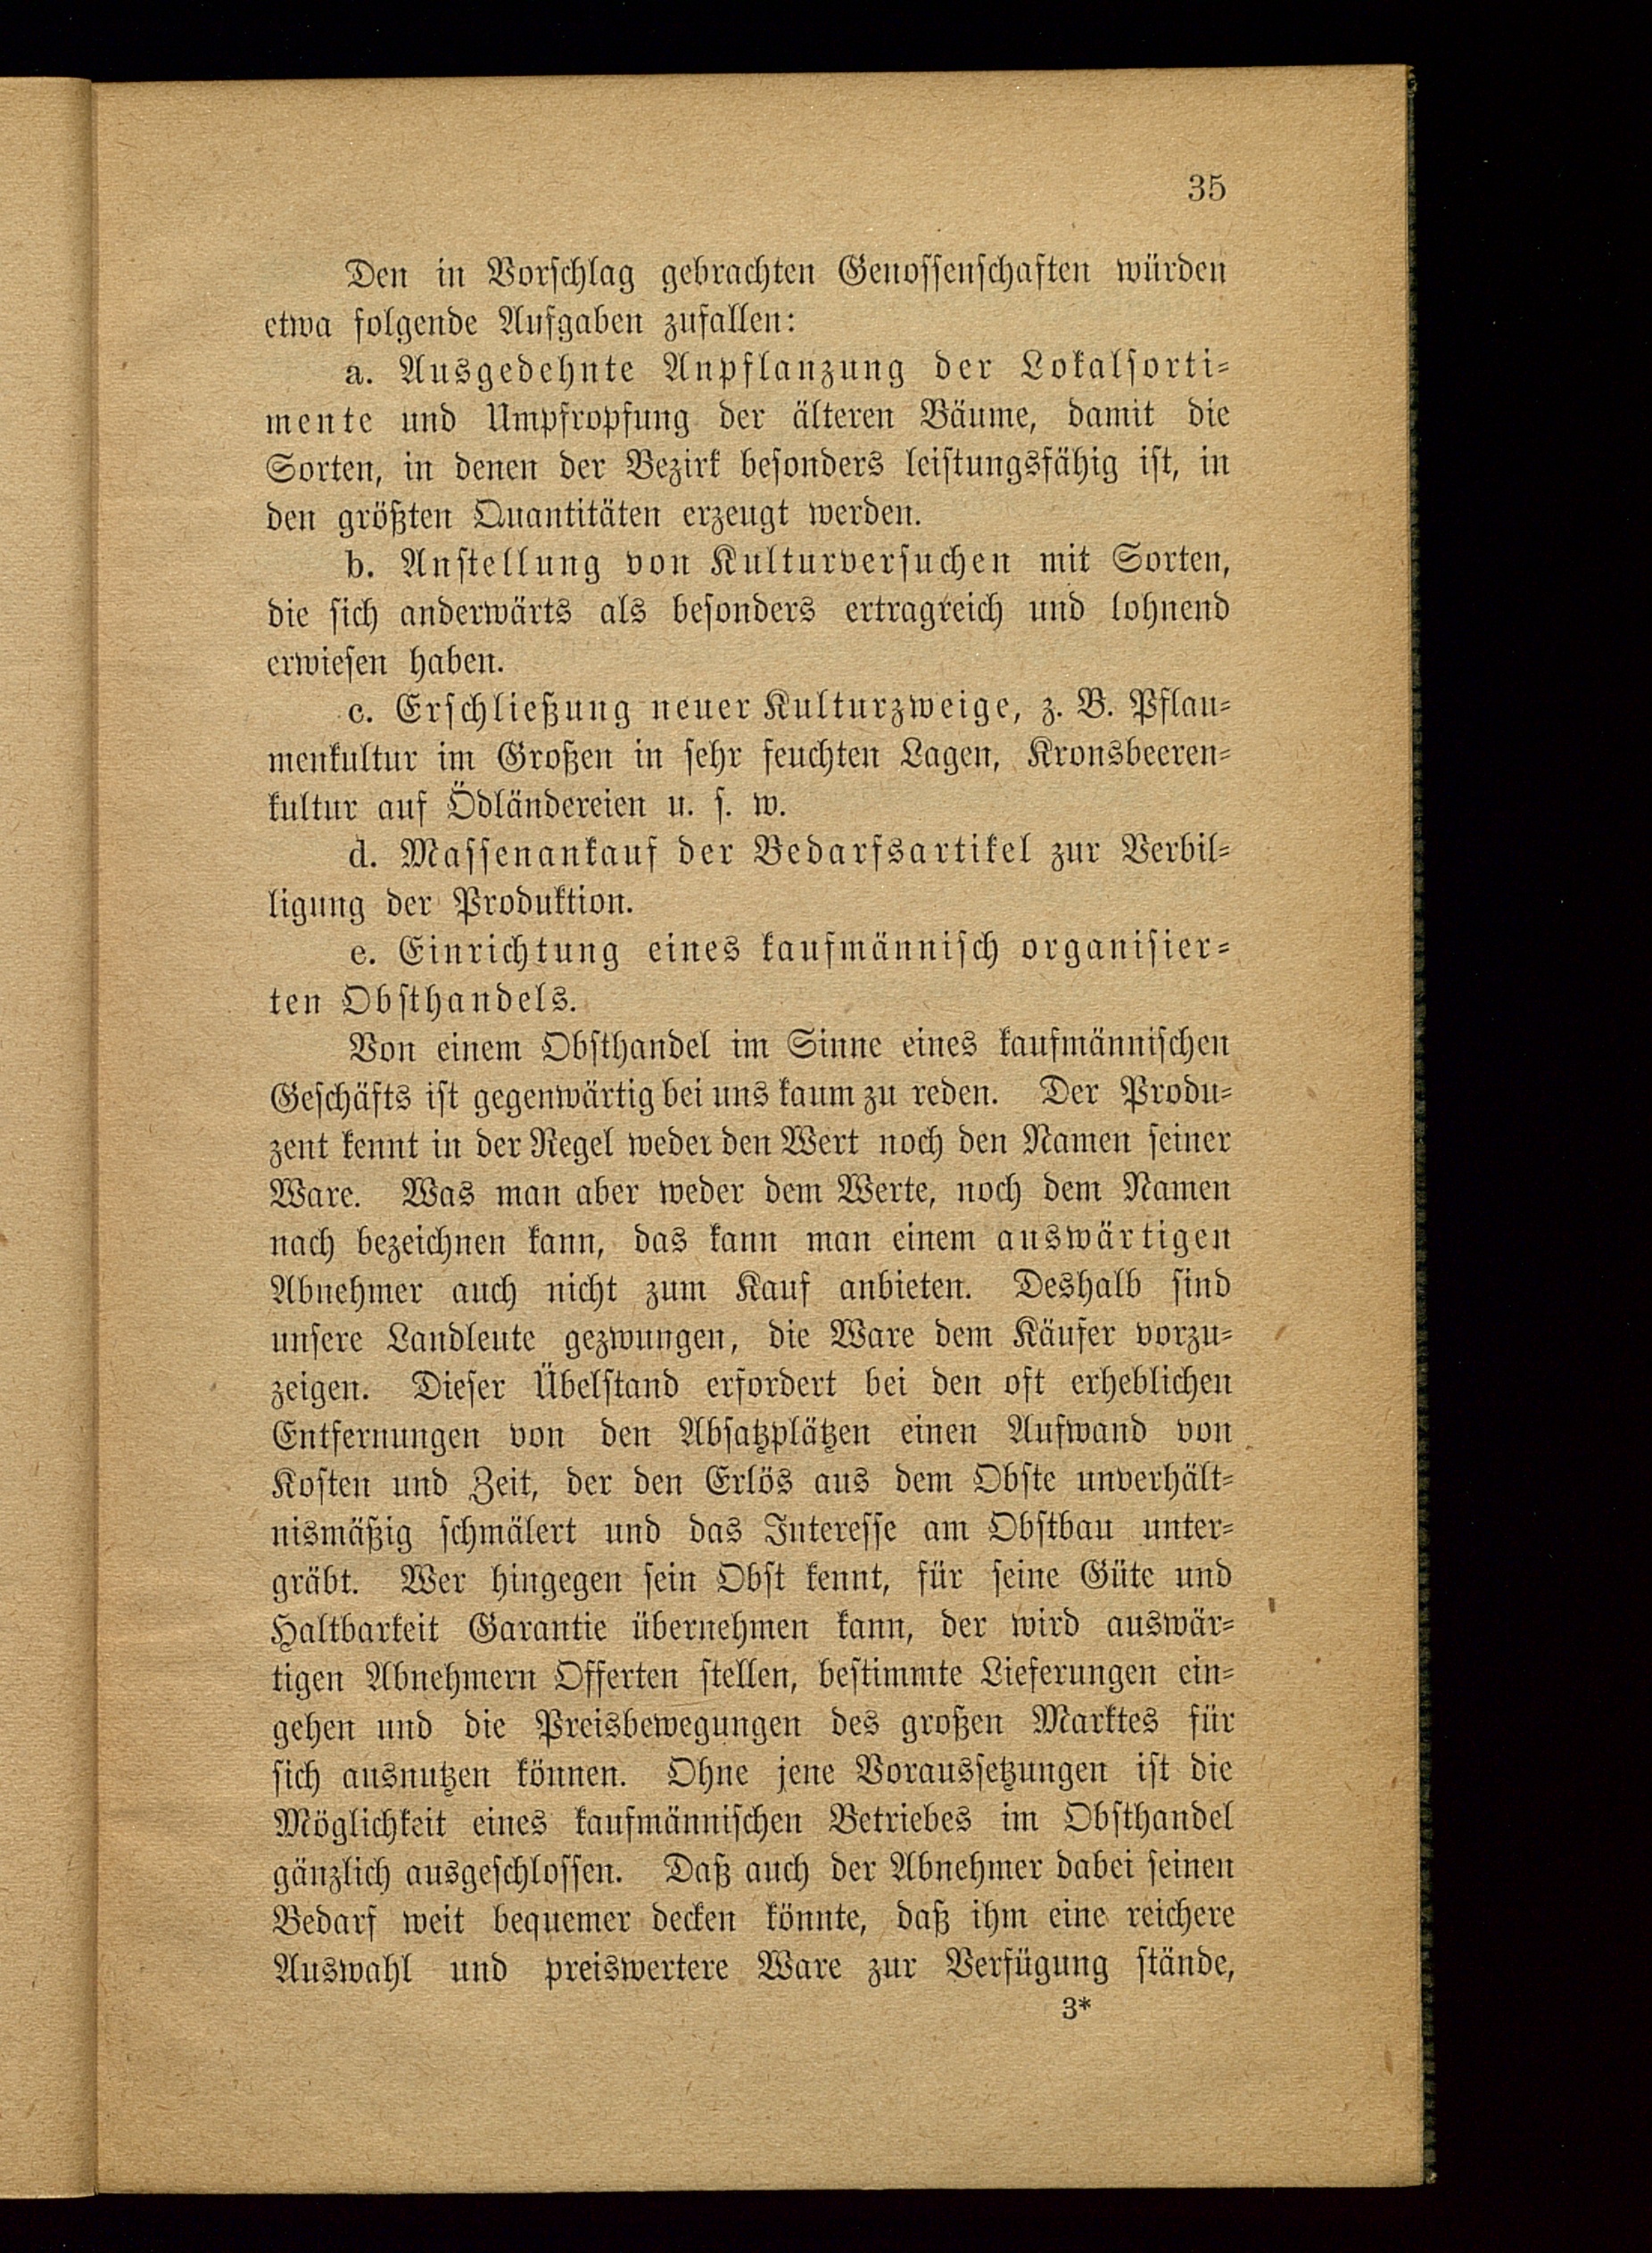 35
Den in Vorschlag gebrachten Genossenschaften würden
etwa folgende Aufgaben zufallen:
a. Ausgedehnte Anpflanzung der Lokalsorti-
mente und Umpfropfung der älteren Bäume, damit die
Sorten, in denen der Bezirk besonders leistungsfähig ist, in
den größten Quantitäten erzeugt werden.
b. Anstellung von Kulturversuchen mit Sorten,
die sich anderwärts als besonders ertragreich und lohnend
erwiesen haben.
c. Erschließung neuer Kulturzweige, z. B. Pflau-
menkultur im Großen in sehr feuchten Lagen, Kronsbeeren-
kultur auf Ödländereien u. s. w.
d. Massenankauf der Bedarfsartikel zur Verbil-
ligung der Produktion.
e. Einrichtung eines kaufmännisch organisier-
ten Obsthandels.
Von einem Obsthandel im Sinne eines kaufmännischen
Geschäfts ist gegenwärtig bei uns kaum zu reden. Der Produ-
zent kennt in der Regel weder den Wert noch den Namen seiner
Ware. Was man aber weder dem Werte, noch dem Namen
nach bezeichnen kann, das kann man einem auswärtigen
Abnehmer auch nicht zum Kauf anbieten. Deshalb sind
unsere Landleute gezwungen, die Ware dem Käufer vorzu-
zeigen. Dieser Übelstand erfordert bei den oft erheblichen
Entfernungen von den Absatzplätzen einen Aufwand von
Kosten und Zeit, der den Erlös aus dem Obste unverhält-
nismäßig schmälert und das Interesse am Obstbau unter-
gräbt. Wer hingegen sein Obst kennt, für seine Güte und
Haltbarkeit Garantie übernehmen kann, der wird auswär-
tigen Abnehmern Offerten stellen, bestimmte Lieferungen ein-
gehen und die Preisbewegungen des großen Marktes für
sich ausnutzen können. Ohne jene Voraussetzungen ist die
Möglichkeit eines kaufmännischen Betriebes im Obsthandel
gänzlich ausgeschlossen. Daß auch der Abnehmer dabei seinen
Bedarf weit bequemer decken könnte, daß ihm eine reichere
Auswahl und preiswertere Ware zur Verfügung stände,
3*